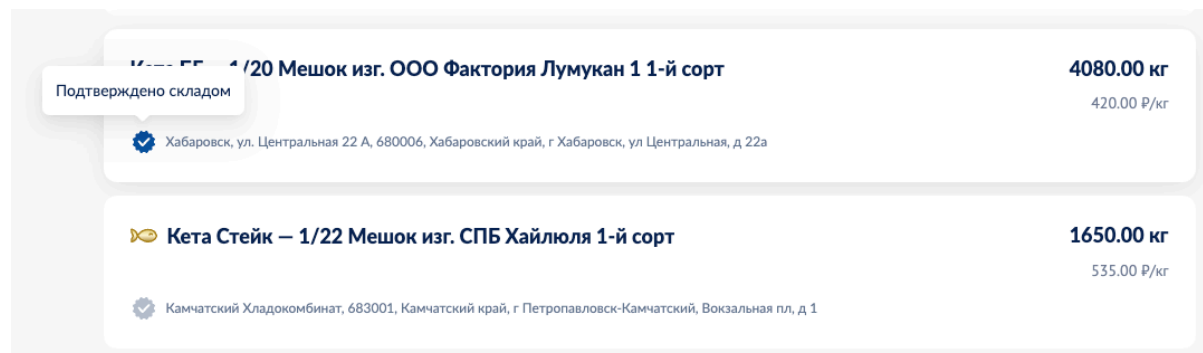 1/20 Мешок изг. ООО Фактория Лумукан 1 1-й сорт
4080.00 кг
Подтверждено складом
420.00 ₽/кг
Хабаровск, ул. Центральная 22 А, 680006, Хабаровский край, г Хабаровск, ул Центральная, д 22а
Кета Стейк — 1/22 Мешок изг. СПБ Хайлюля 1-й сорт
1650.00 кг
535.00 ₽/кг
Камчатский Хладокомбинат, 683001, Камчатский край, г Петропавловск-Камчатский, Вокзальная пл, д 1